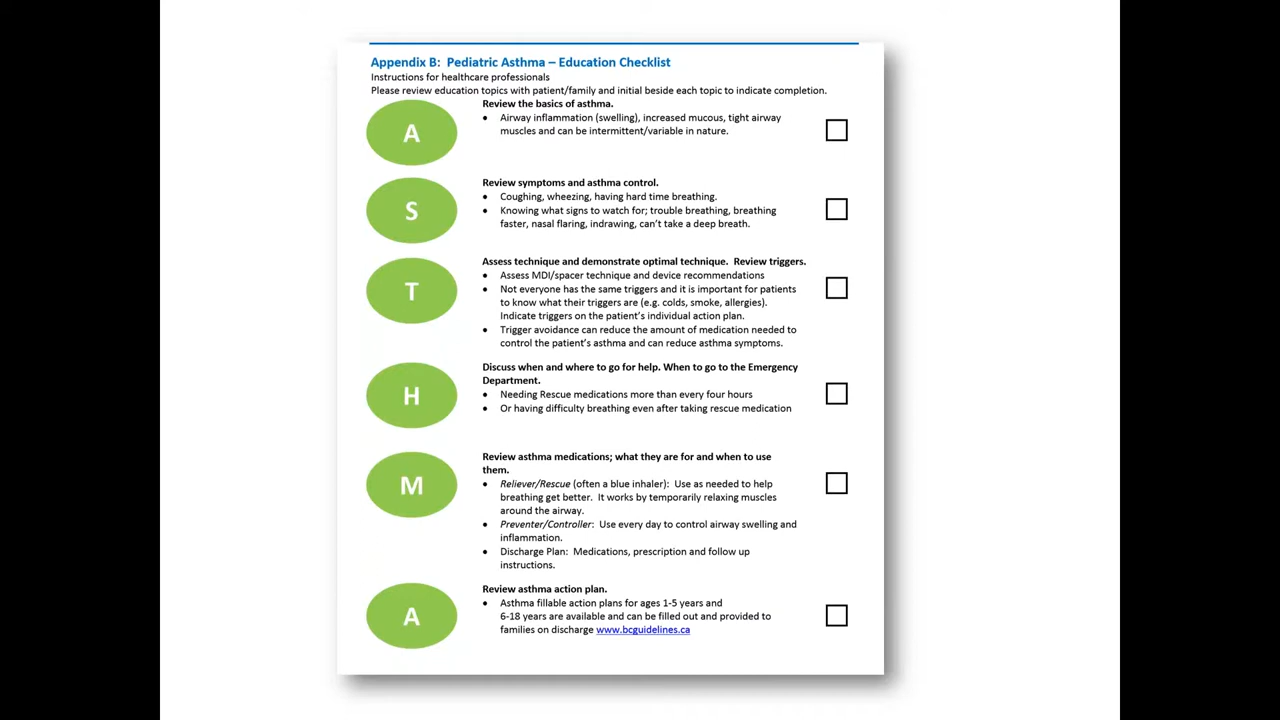 Appendix B:  Pediatric Asthma – Education Checklist
Instructions for healthcare professionals
Please review education topics with patient/family and initial beside each topic to indicate completion.
A
Review the basics of asthma.
• Airway inflammation (swelling), increased mucous, tight airway
muscles and can be intermittent/variable in nature.
S
Review symptoms and asthma control.
• Coughing, wheezing, having hard time breathing.
• Knowing what signs to watch for; trouble breathing, breathing
faster, nasal flaring, indrawing, can't take a deep breath.
T
Assess technique and demonstrate optimal technique.  Review triggers.
• Assess MDI/spacer technique and device recommendations
• Not everyone has the same triggers and it is important for patients
to know what their triggers are (e.g. colds, smoke, allergies).
Indicate triggers on the patient's individual action plan.
• Trigger avoidance can reduce the amount of medication needed to
control the patient's asthma and can reduce asthma symptoms.
H
Discuss when and where to go for help. When to go to the Emergency
Department.
• Needing Rescue medications more than every four hours
• Or having difficulty breathing even after taking rescue medication
M
Review asthma medications; what they are for and when to use
them.
• Reliever/Rescue (often a blue inhaler):  Use as needed to help
breathing get better.  It works by temporarily relaxing muscles
around the airway.
• Preventer/Controller:  Use every day to control airway swelling and
inflammation.
• Discharge Plan:  Medications, prescription and follow up
instructions.
A
Review asthma action plan.
• Asthma fillable action plans for ages 1-5 years and
6-18 years are available and can be filled out and provided to
families on discharge www.bcguidelines.ca